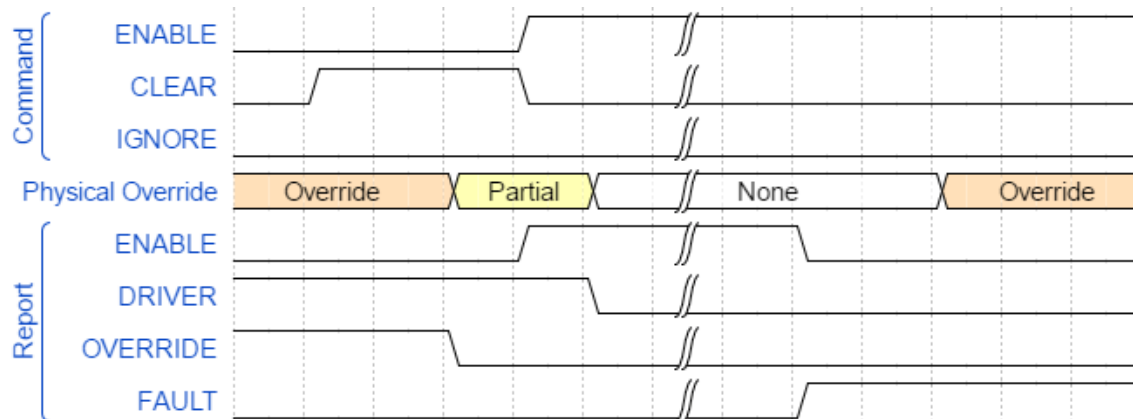 Command
ENABLE
CLEAR
IGNORE
Physical Override Override Partial None Override
Report
ENABLE
DRIVER
OVERRIDE
FAULT